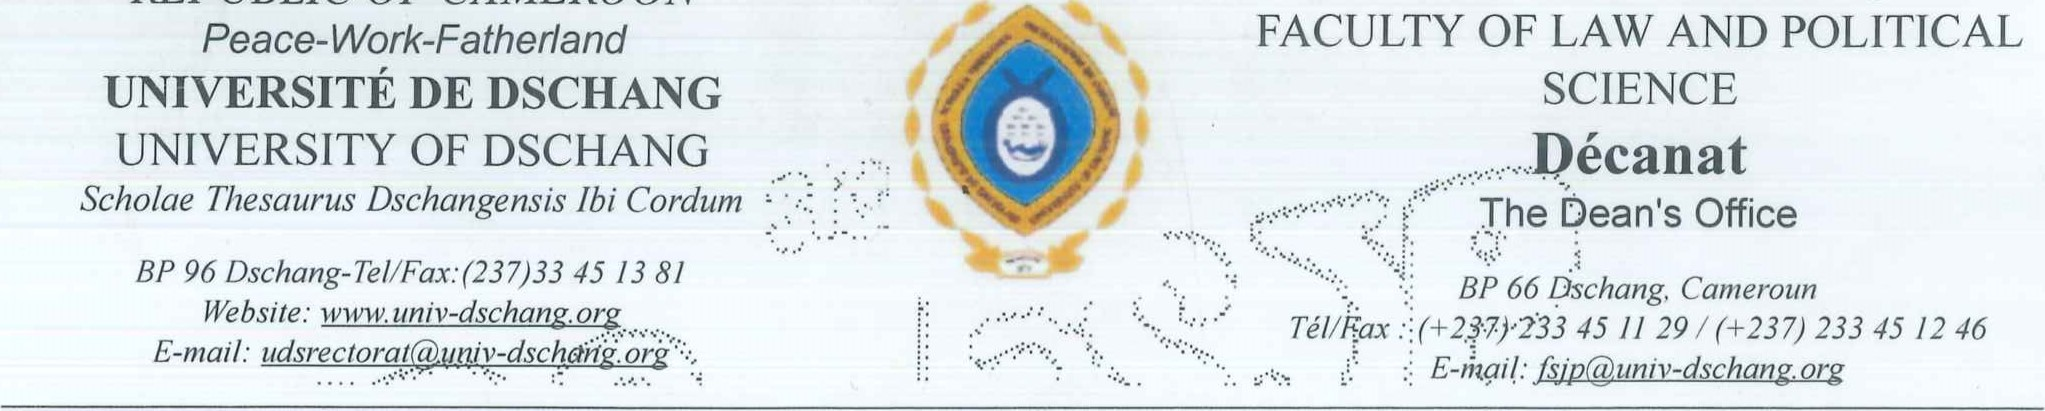 REPUBLIC OF CAMEROON
Peace-Work-Fatherland
UNIVERSITÉ DE DSCHANG
UNIVERSITY OF DSCHANG
Scholae Thesaurus Dschangensis Ibi Cordum
BP 96 Dschang-Tel/Fax:(237)33 45 13 81
Website: www.univ-dschang.org
E-mail: udsrectorat@univ-dschang.org
FACULTY OF LAW AND POLITICAL
SCIENCE
Décanat
The Dean's Office
BP 66 Dschang, Cameroun
Tél/Fax : (+237) 233 45 11 29 / (+237) 233 45 12 46
E-mail: fsjp@univ-dschang.org